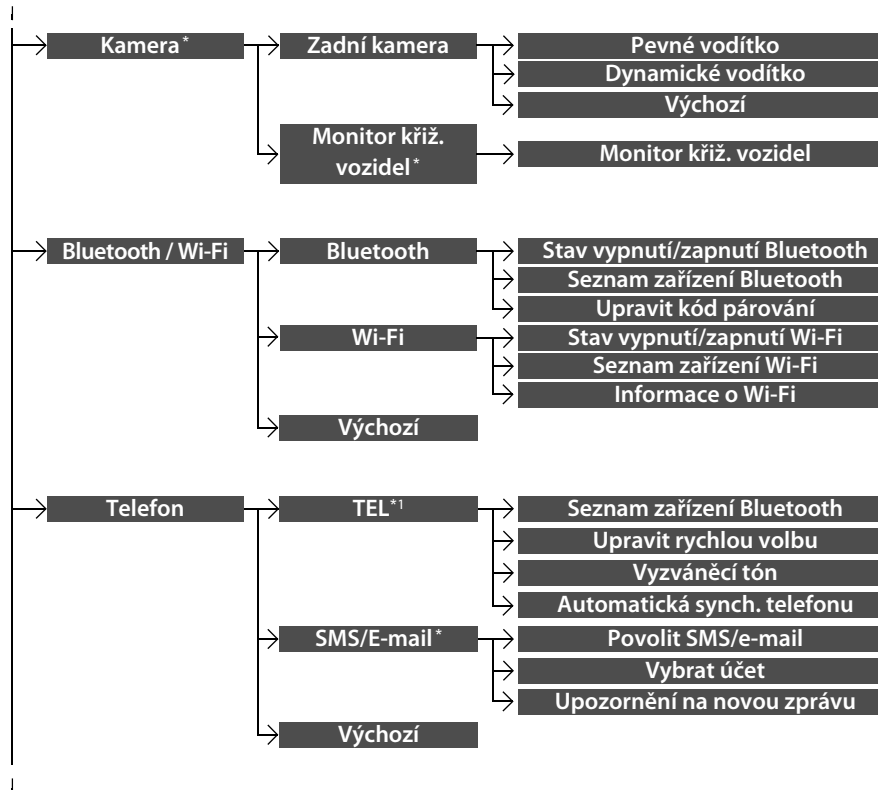 Kamera*
Zadní kamera
Pevné vodítko
Dynamické vodítko
Výchozí
Monitor křiž.
vozidel*
Monitor křiž. vozidel
Bluetooth / Wi-Fi
Bluetooth
Stav vypnutí/zapnutí Bluetooth
Seznam zařízení Bluetooth
Upravit kód párování
Wi-Fi
Stav vypnutí/zapnutí Wi-Fi
Seznam zařízení Wi-Fi
Informace o Wi-Fi
Výchozí
Telefon
TEL*1
Seznam zařízení Bluetooth
Upravit rychlou volbu
Vyzváněcí tón
Automatická synch. telefonu
SMS/E-mail*
Povolit SMS/e-mail
Vybrat účet
Upozornění na novou zprávu
Výchozí